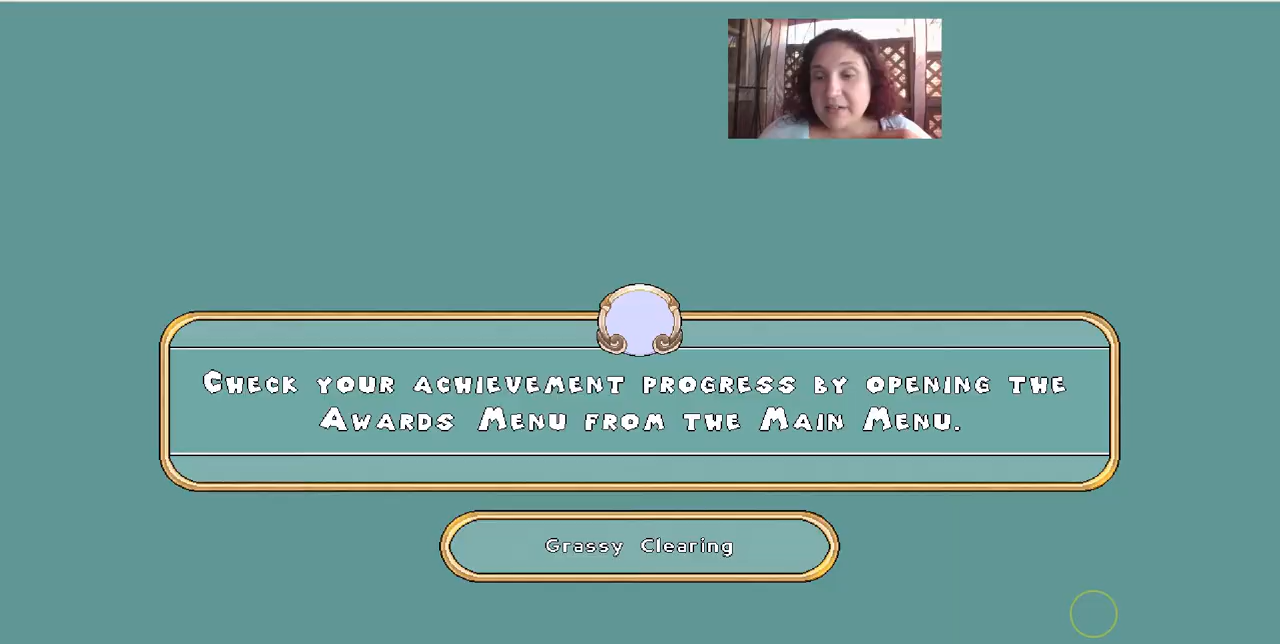 Check your achievement progress by opening the
Awards Menu from the Main Menu.
Grassy Clearing